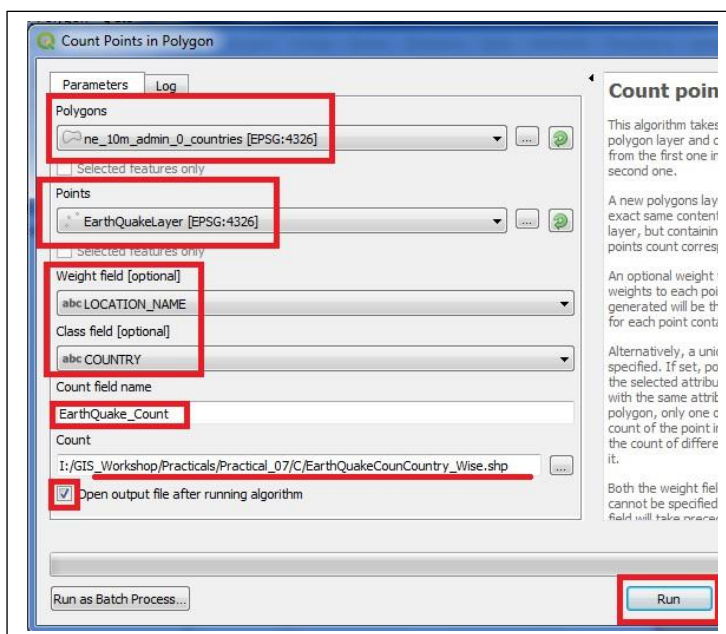 Count Points in Polygon
Parameters
Log
Polygons
ne_10m_admin_0_countries [EPSG:4326]
...
Selected features only
Points
EarthQuakeLayer [EPSG:4326]
...
Selected features only
Weight field [optional]
abc LOCATION_NAME
Class field [optional]
abc COUNTRY
Count field name
EarthQuake_Count
Count
I:/GIS_Workshop/Practicals/Practical_07/C/EarthQuakeCounCountry_Wise.shp
...
Open output file after running algorithm
Run as Batch Process...
Count poin
This algorithm takes
polygon layer and c
from the first one in
second one.
A new polygons lay
exact same content
layer, but containin
points count corresp
An optional weight
weights to each poi
generated will be th
for each point conta
Alternatively, a uni
specified. If set, po
the selected attribu
with the same attrib
polygon, only one o
count of the point i
the count of differe
it.
Both the weight fiel
cannot be specified
field will take prece
Run